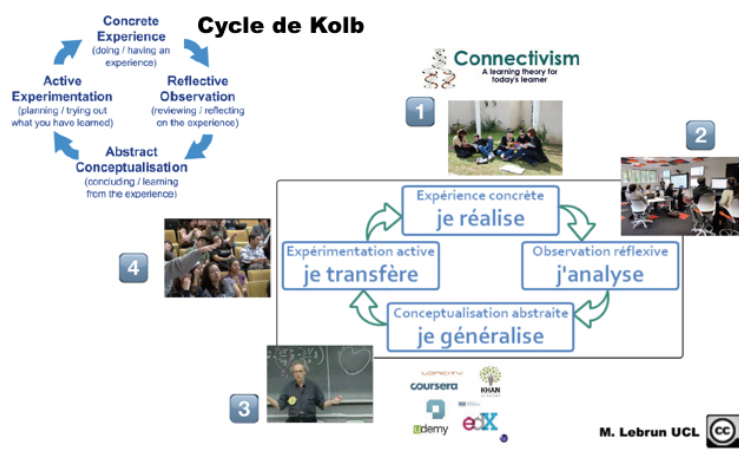 Cycle de Kolb
Concrete
Experience
(doing / having an
experience)
Active
Experimentation
(planning / trying out
what you have learned)
Reflective
Observation
(reviewing / reflecting
on the experience)
Abstract
Conceptualisation
(concluding / learning
from the experience)
Connectivism
A learning theory for
today's learner
1
2
Expérience concrète
je réalise
Expérimentation active
je transfère
Observation réflexive
j'analyse
Conceptualisation abstraite
je généralise
4
3
UDACITY
coursera
KHAN
udemy
edX
M. Lebrun UCL
cc